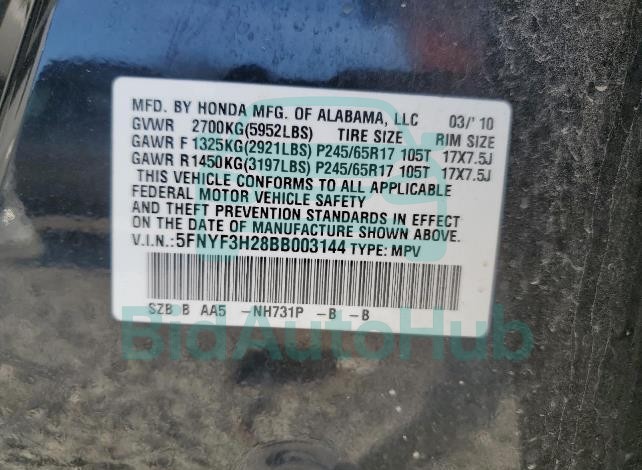 MFD. BY HONDA MFG. OF ALABAMA, LLC 03/'10
GVWR 2700KG(5952LBS) TIRE SIZE RIM SIZE
GAWR F 1325KG(2921LBS) P245/65R17 105T 17X7.5J
GAWR R1450KG(3197LBS) P245/65R17 105T 17X7.5J
THIS VEHICLE CONFORMS TO ALL APPLICABLE
FEDERAL MOTOR VEHICLE SAFETY
AND THEFT PREVENTION STANDARDS IN EFFECT
ON THE DATE OF MANUFACTURE SHOWN ABOVE.
V.I.N.:5FNYF3H28BB003144 TYPE: MPV
SZB B AA5 -NH731P -B -B
BidAutoHub